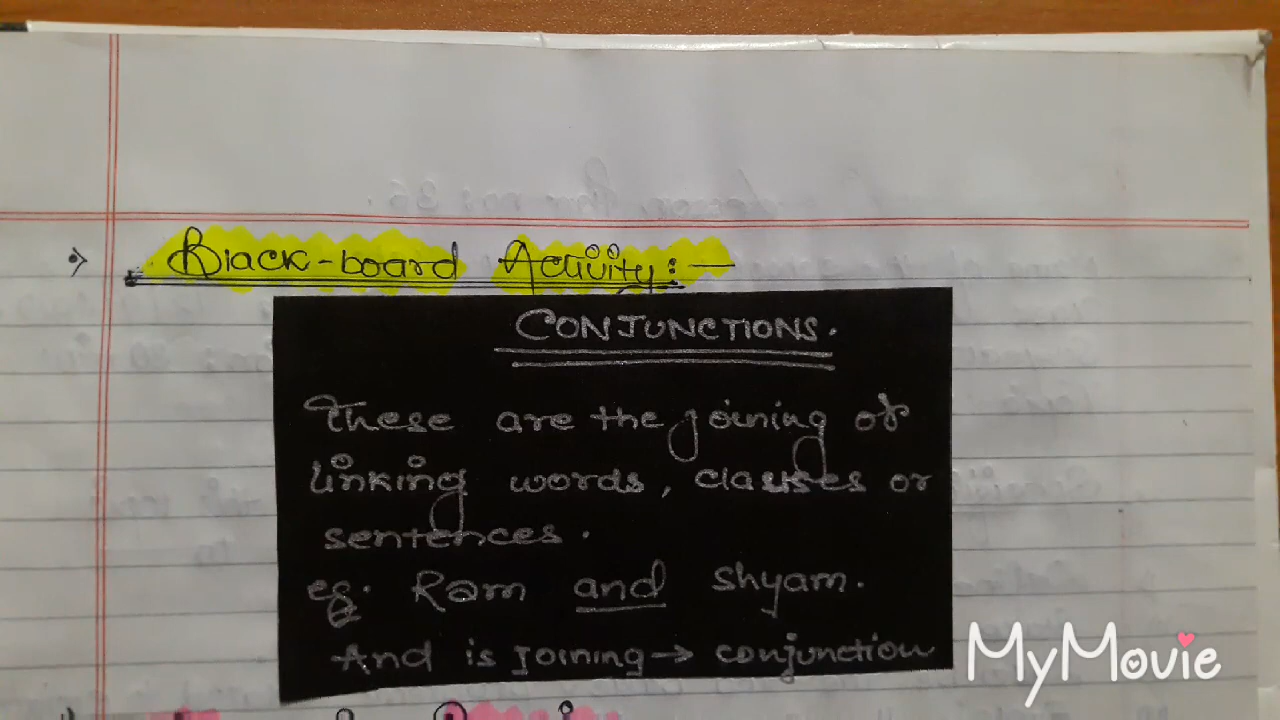 Black-board Activity:-
CONJUNCTIONS.
These are the joining of
linking words, clauses or
sentences.
eg. Ram and Shyam.
And is joining → conjunction
MyMovie